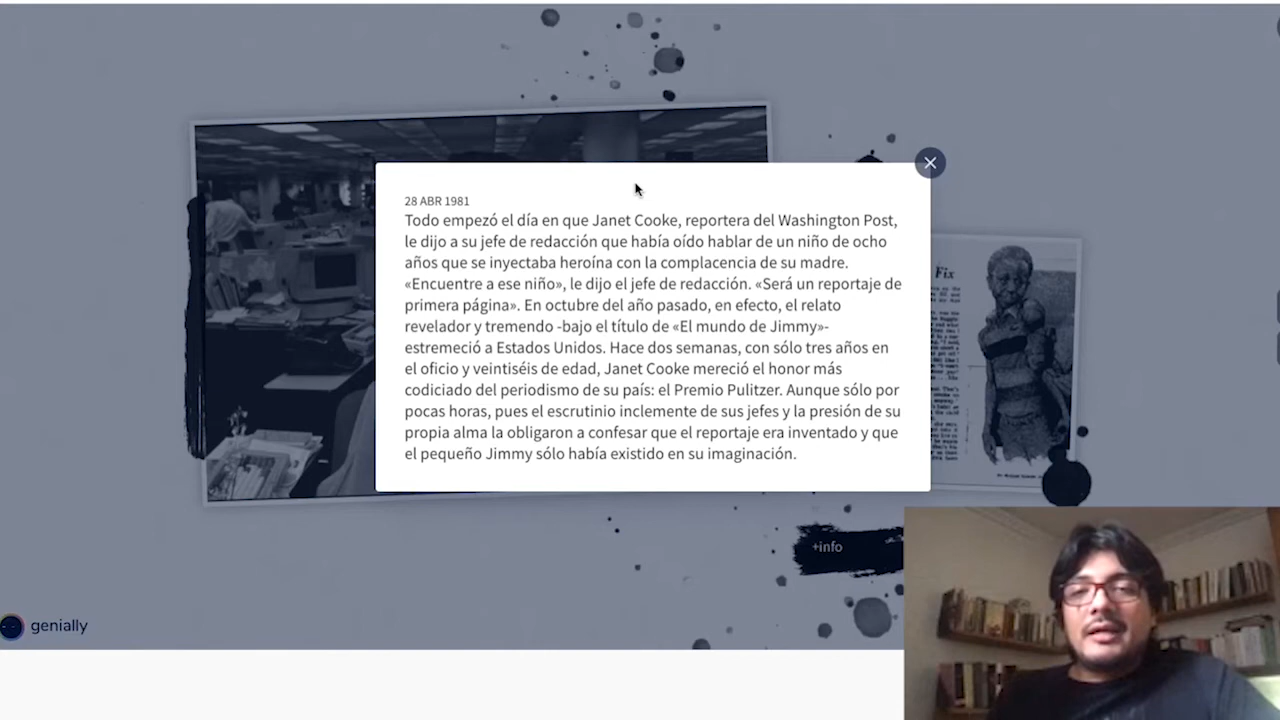 28 ABR 1981
Todo empezó el día en que Janet Cooke, reportera del Washington Post,
le dijo a su jefe de redacción que había oído hablar de un niño de ocho
años que se inyectaba heroína con la complacencia de su madre.
«Encuentre a ese niño», le dijo el jefe de redacción. «Será un reportaje de
primera página». En octubre del año pasado, en efecto, el relato
revelador y tremendo -bajo el título de «El mundo de Jimmy»-
estremeció a Estados Unidos. Hace dos semanas, con sólo tres años en
el oficio y veintiséis de edad, Janet Cooke mereció el honor más
codiciado del periodismo de su país: el Premio Pulitzer. Aunque sólo por
pocas horas, pues el escrutinio inclemente de sus jefes y la presión de su
propia alma la obligaron a confesar que el reportaje era inventado y que
el pequeño Jimmy sólo había existido en su imaginación.
Fix
+info
genially